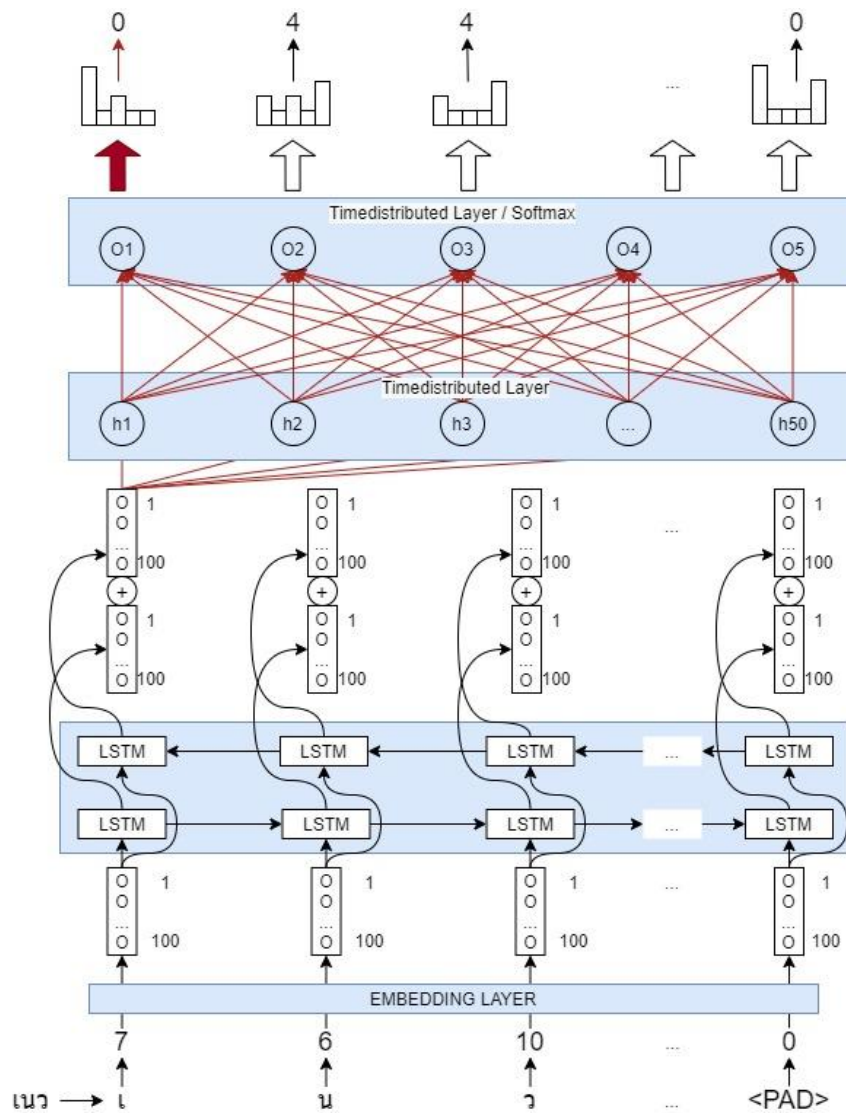 0 4 4 0
...
Timedistributed Layer / Softmax
O1 O2 O3 O4 O5
Timedistributed Layer
h1 h2 h3 ... h50
O 1 O 1 O 1 O 1
O O O ... O
... ... ... ...
O 100 O 100 O 100 O 100
+ + + +
O 1 O 1 O 1 O 1
O O O O
... ... ... ...
O 100 O 100 O 100 O 100
LSTM LSTM LSTM ... LSTM
LSTM LSTM LSTM ... LSTM
O 1 O 1 O 1 O 1
O O O ... O
... ... ... ...
O 100 O 100 O 100 O 100
EMBEDDING LAYER
7 6 10 ... 0
เนว เ น ว ... <PAD>